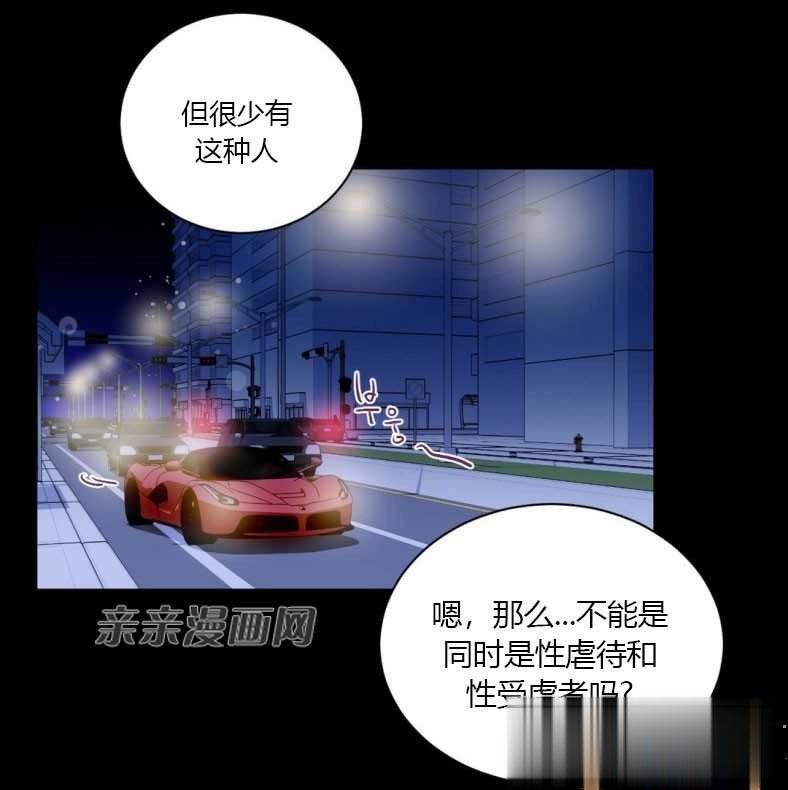 但很少有
这种人
부웅~
亲亲漫画网
嗯，那么...不能是
同时是性虐待和
性受虐者吗?